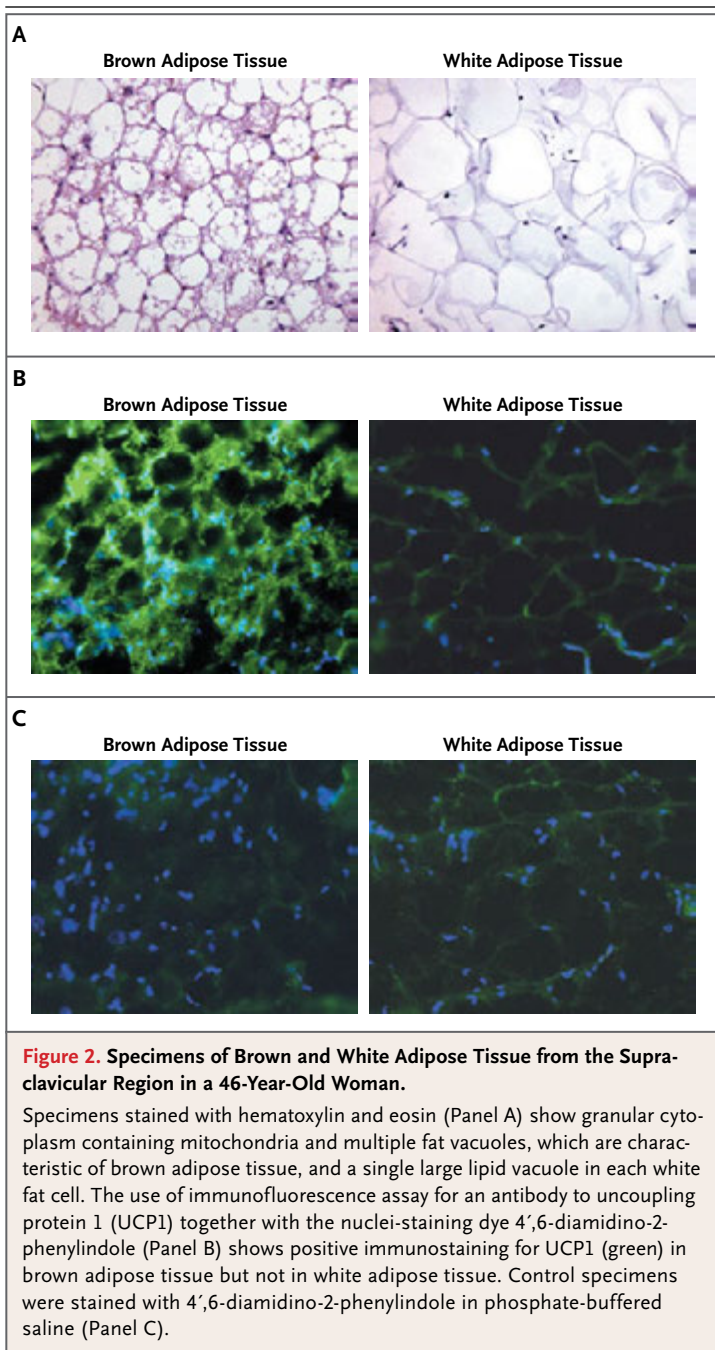 A
Brown Adipose Tissue White Adipose Tissue
B
Brown Adipose Tissue White Adipose Tissue
C
Brown Adipose Tissue White Adipose Tissue
Figure 2. Specimens of Brown and White Adipose Tissue from the Supra-
clavicular Region in a 46-Year-Old Woman.
Specimens stained with hematoxylin and eosin (Panel A) show granular cyto-
plasm containing mitochondria and multiple fat vacuoles, which are charac-
teristic of brown adipose tissue, and a single large lipid vacuole in each white
fat cell. The use of immunofluorescence assay for an antibody to uncoupling
protein 1 (UCP1) together with the nuclei-staining dye 4′,6-diamidino-2-
phenylindole (Panel B) shows positive immunostaining for UCP1 (green) in
brown adipose tissue but not in white adipose tissue. Control specimens
were stained with 4′,6-diamidino-2-phenylindole in phosphate-buffered
saline (Panel C).